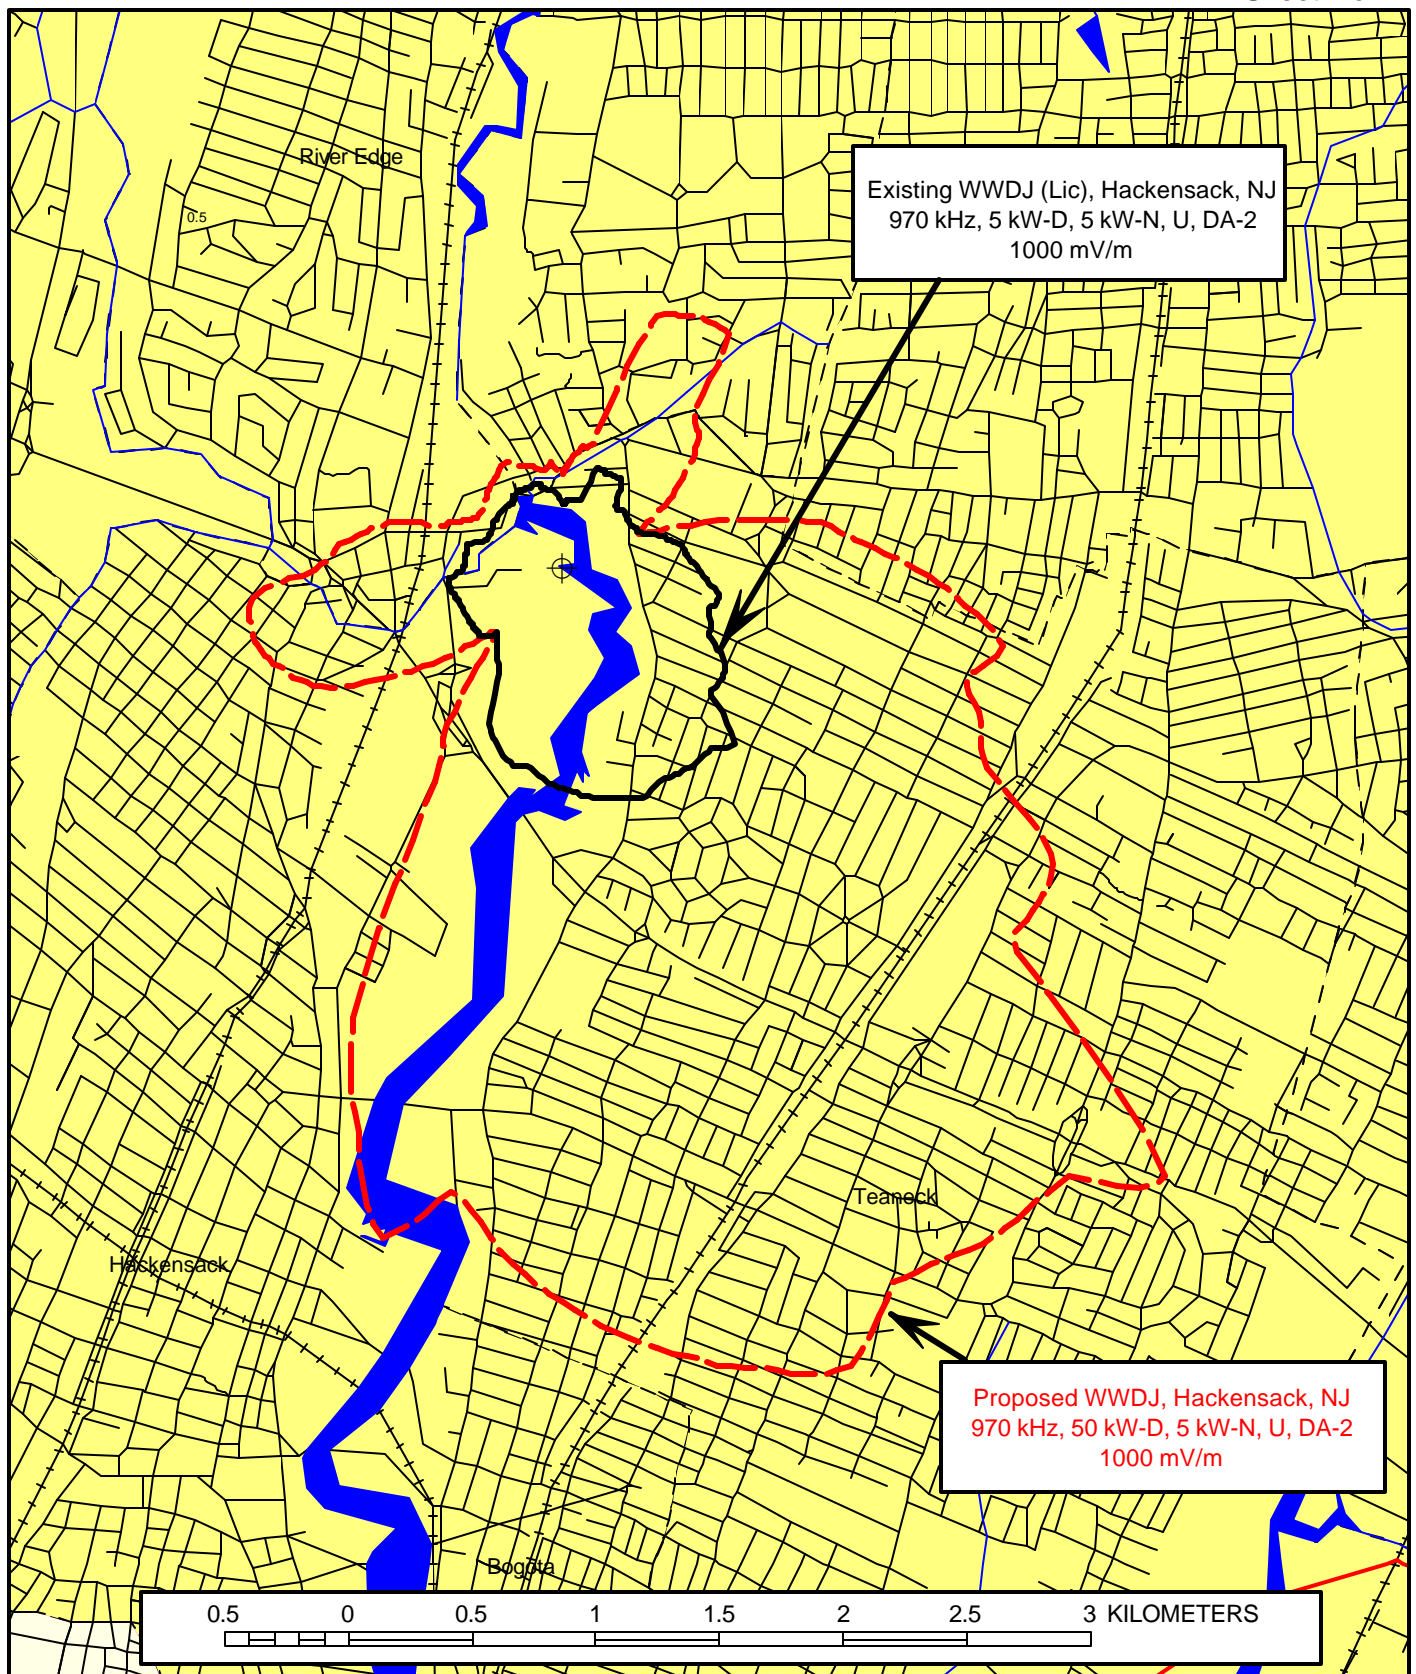 River Edge
0.5
Existing WWDJ (Lic), Hackensack, NJ
970 kHz, 5 kW-D, 5 kW-N, U, DA-2
1000 mV/m
Teaneck
Hackensack
Proposed WWDJ, Hackensack, NJ
970 kHz, 50 kW-D, 5 kW-N, U, DA-2
1000 mV/m
Bogota
0.5 0 0.5 1 1.5 2 2.5 3 KILOMETERS